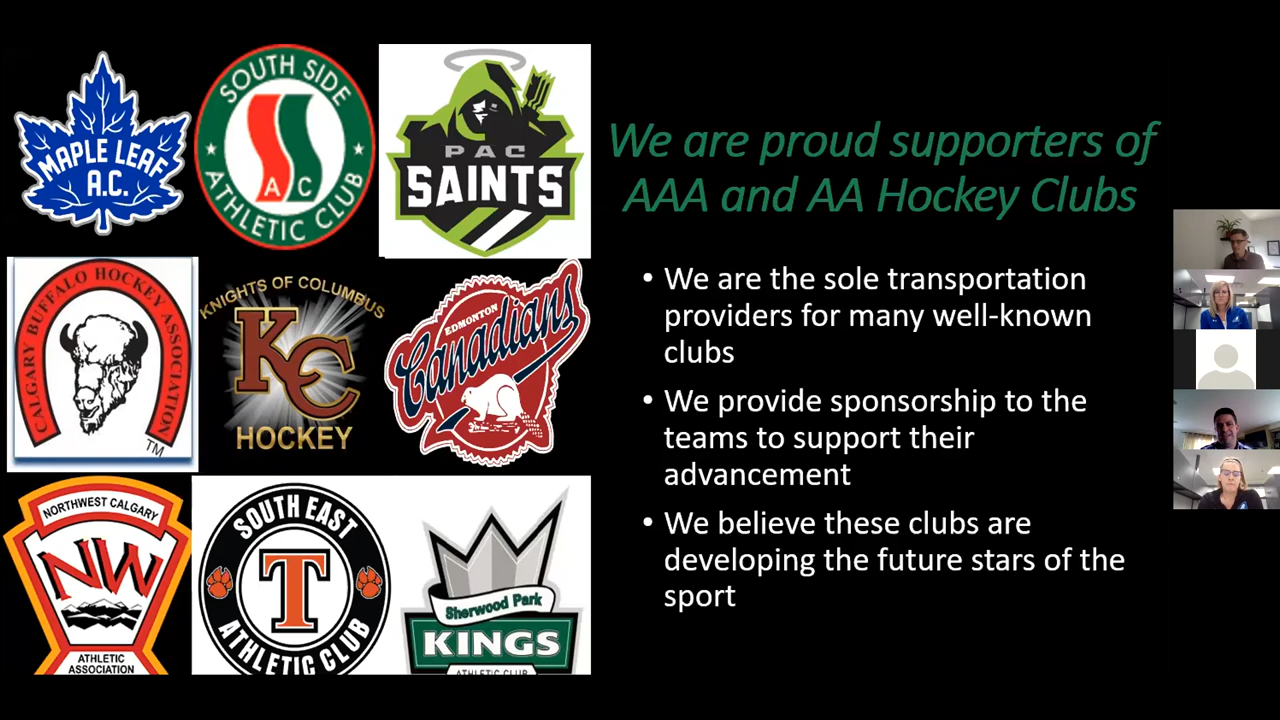 MAPLE LEAF
A.C.
SOUTH SIDE
A C
ATHLETIC CLUB
PAC
SAINTS
We are proud supporters of
AAA and AA Hockey Clubs
CALGARY BUFFALO HOCKEY ASSOCIATION
TM
KNIGHTS OF COLUMBUS
KC
HOCKEY
EDMONTON
Canadians
• We are the sole transportation
providers for many well-known
clubs
• We provide sponsorship to the
teams to support their
advancement
• We believe these clubs are
developing the future stars of the
sport
NORTHWEST CALGARY
NW
ATHLETIC
ASSOCIATION
SOUTH EAST
T
ATHLETIC CLUB
Sherwood Park
KINGS
ATHLETIC CLUB